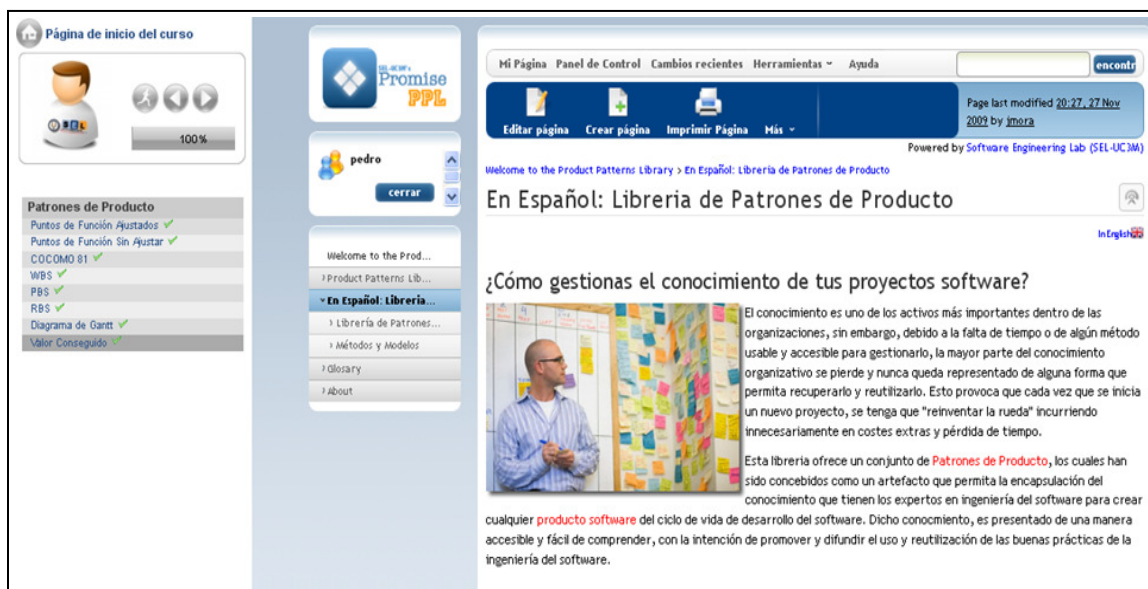 Página de inicio del curso
100%
Patrones de Producto
Puntos de Función Ajustados
Puntos de Función Sin Ajustar
COCOMO 81
WBS
PBS
RBS
Diagrama de Gantt
Valor Conseguido
SEL-UC3M's
Promise
PPL
pedro
cerrar
Welcome to the Prod...
Product Patterns Lib...
En Español: Libreria...
Librería de Patrones...
Métodos y Modelos
Glosary
About
Mi Página Panel de Control Cambios recientes Herramientas Ayuda
encontr
Editar página Crear página Imprimir Página Más
Page last modified 20:27, 27 Nov
2009 by jmora
Powered by Software Engineering Lab (SEL-UC3M)
Welcome to the Product Patterns Library > En Español: Libreria de Patrones de Producto
En Español: Libreria de Patrones de Producto
In English
¿Cómo gestionas el conocimiento de tus proyectos software?
El conocimiento es uno de los activos más importantes dentro de las
organizaciones, sin embargo, debido a la falta de tiempo o de algún método
usable y accesible para gestionarlo, la mayor parte del conocimiento
organizativo se pierde y nunca queda representado de alguna forma que
permita recuperarlo y reutilizarlo. Esto provoca que cada vez que se inicia
un nuevo proyecto, se tenga que "reinventar la rueda" incurriendo
innecesariamente en costes extras y pérdida de tiempo.
Esta libreria ofrece un conjunto de Patrones de Producto, los cuales han
sido concebidos como un artefacto que permita la encapsulación del
conocimiento que tienen los expertos en ingeniería del software para crear
cualquier producto software del ciclo de vida de desarrollo del software. Dicho conocmiento, es presentado de una manera
accesible y fácil de comprender, con la intención de promover y difundir el uso y reutilización de las buenas prácticas de la
ingeniería del software.